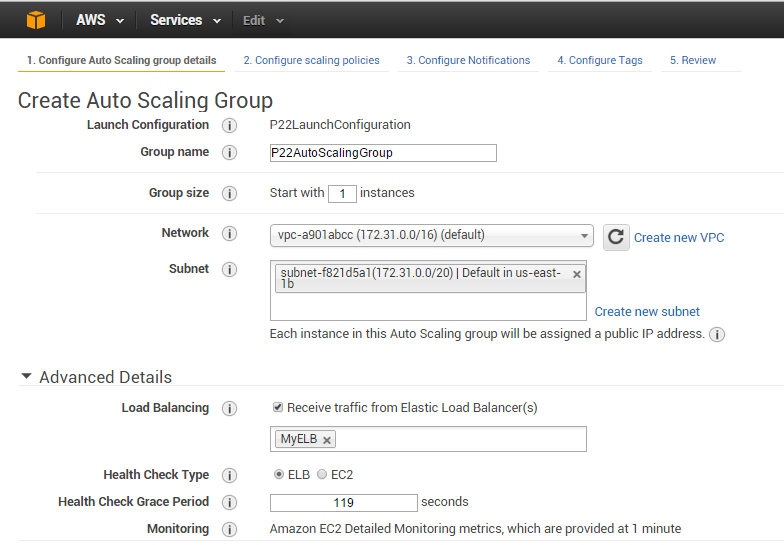 AWS Services Edit
1. Configure Auto Scaling group details 2. Configure scaling policies 3. Configure Notifications 4. Configure Tags 5. Review
Create Auto Scaling Group
Launch Configuration i P22LaunchConfiguration
Group name i P22AutoScalingGroup
Group size i Start with 1 instances
Network i vpc-a901abcc (172.31.0.0/16) (default) Create new VPC
Subnet i subnet-f821d5a1(172.31.0.0/20) | Default in us-east-
1b
Create new subnet
Each instance in this Auto Scaling group will be assigned a public IP address. i
Advanced Details
Load Balancing i Receive traffic from Elastic Load Balancer(s)
MyELB
Health Check Type i ELB EC2
Health Check Grace Period i 119 seconds
Monitoring i Amazon EC2 Detailed Monitoring metrics, which are provided at 1 minute